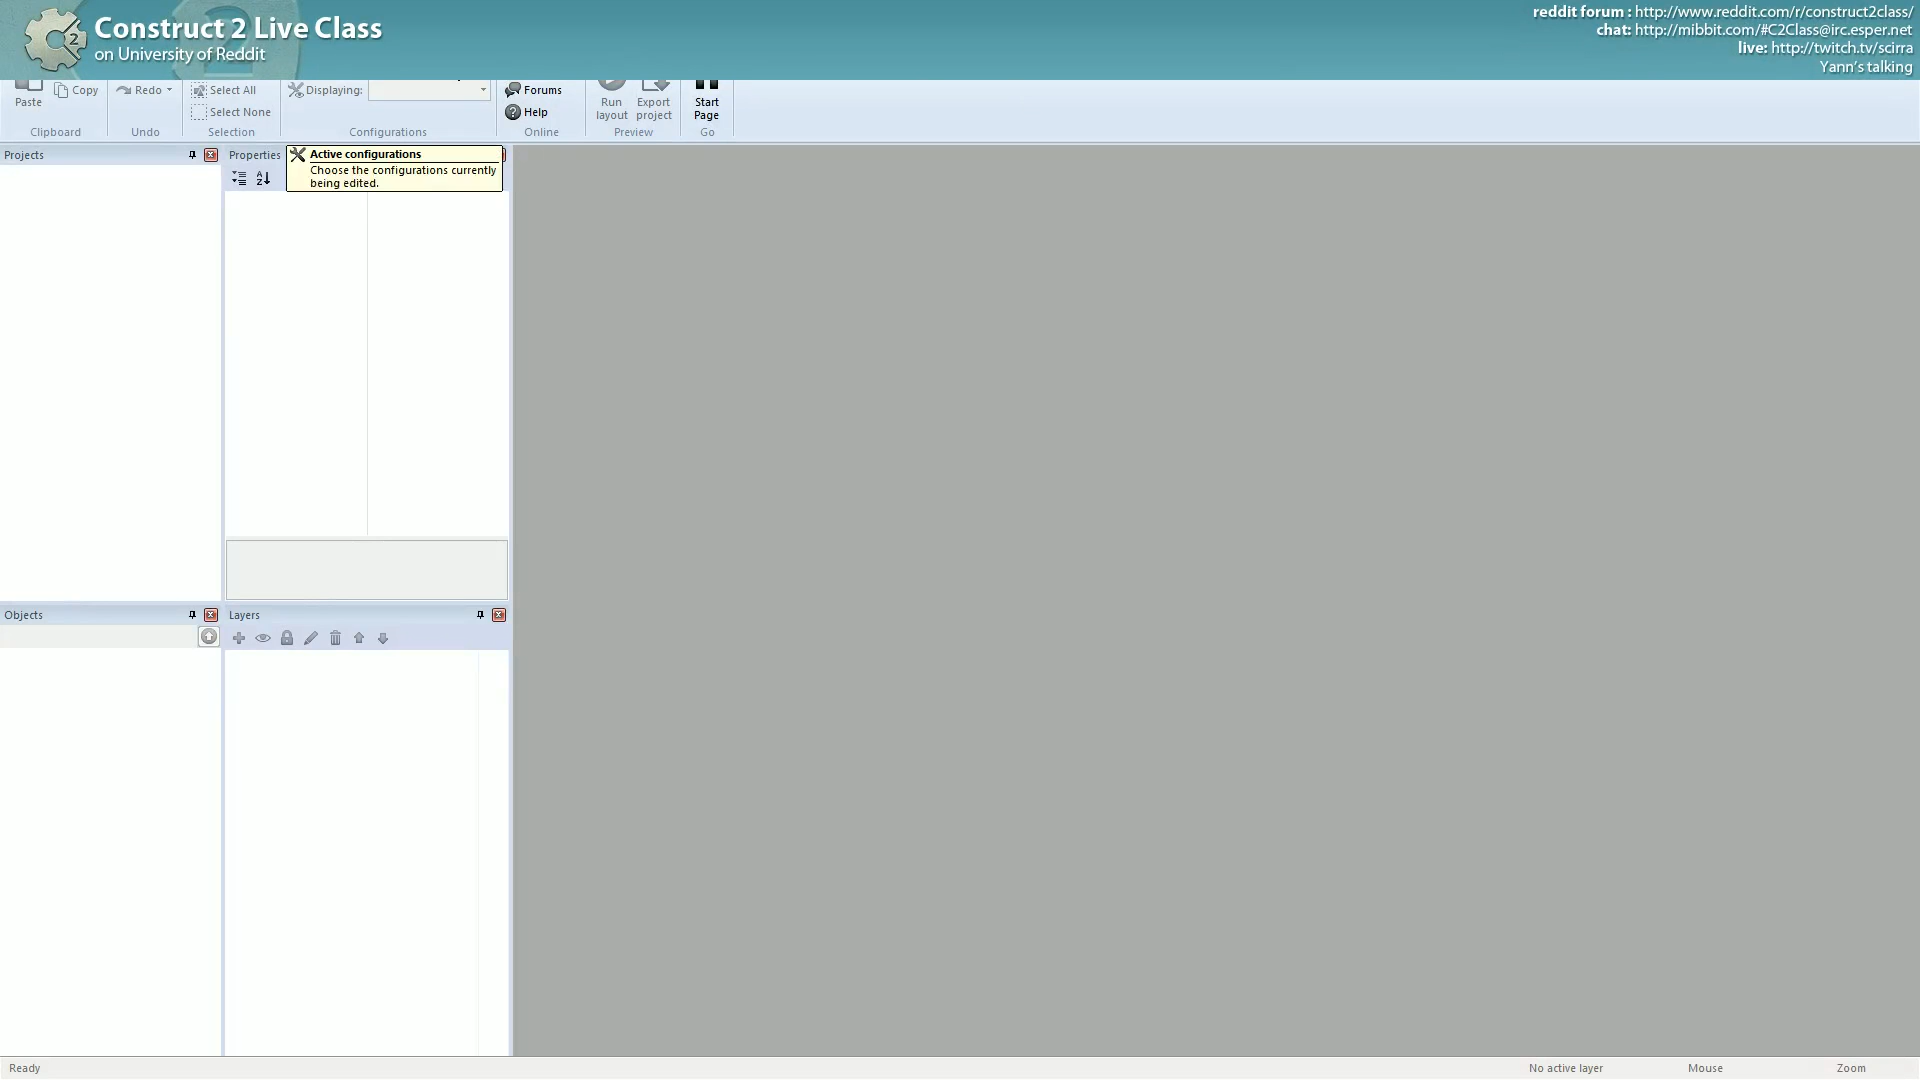 Construct 2 Live Class
on University of Reddit
reddit forum : http://www.reddit.com/r/construct2class/
chat: http://mibbit.com/#C2Class@irc.esper.net
live: http://twitch.tv/scirra
Yann's talking
2
Paste
Copy
Clipboard
Redo
Undo
Select All
Select None
Selection
Displaying:
Configurations
Forums
Help
Online
Run
layout
Export
project
Preview
Start
Page
Go
Projects
Properties
Active configurations
Choose the configurations currently
being edited.
Objects
Layers
Ready
No active layer
Mouse
Zoom